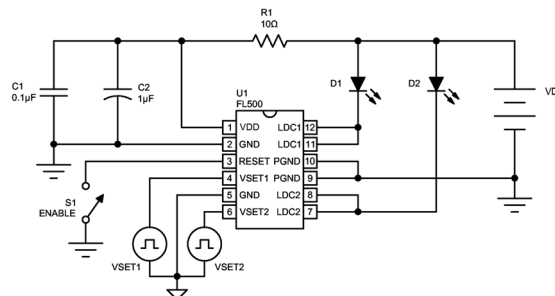 R1
10Ω
C1
0.1µF
C2
1µF
D1
D2
VD
U1
FL500
1 VDD LDC1 12
2 GND LDC1 11
3 RESET PGND 10
4 VSET1 PGND 9
5 GND LDC2 8
6 VSET2 LDC2 7
S1
ENABLE
VSET1
VSET2